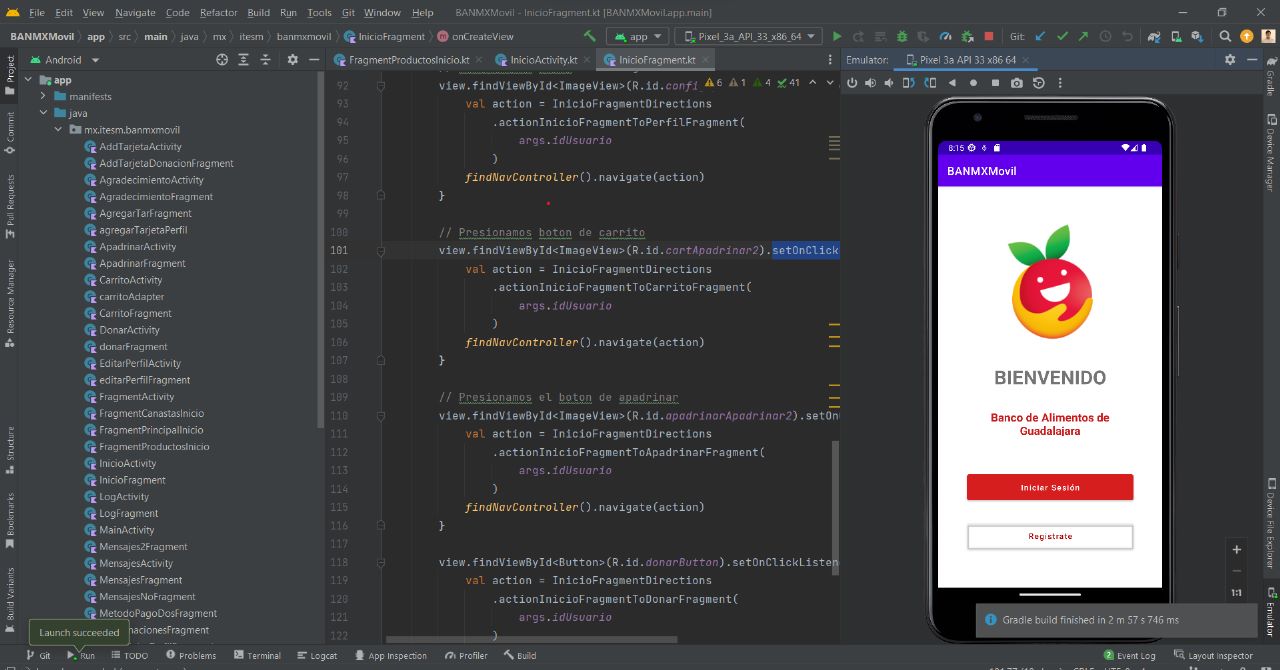 File Edit View Navigate Code Refactor Build Run Tools Git Window Help BANMXMovil - InicioFragment.kt [BANMXMovil.app.main]
BANMXMovil app src main java mx itesm banmxmovil InicioFragment onCreateView app Pixel_3a_API_33_x86_64 Git:
Android FragmentProductosInicio.kt InicioActivity.kt InicioFragment.kt Emulator: Pixel 3a API 33 x86 64
Project
Commit
Pull Requests
Resource Manager
Structure
Bookmarks
Build Variants
app
manifests
java
mx.itesm.banmxmovil
AddTarjetaActivity
AddTarjetaDonacionFragment
AgradecimientoActivity
AgradecimientoFragment
AgregarTarFragment
agregarTarjetaPerfil
ApadrinarActivity
ApadrinarFragment
CarritoActivity
carritoAdapter
CarritoFragment
DonarActivity
donarFragment
EditarPerfilActivity
editarPerfilFragment
FragmentActivity
FragmentCanastasInicio
FragmentPrincipalInicio
FragmentProductosInicio
InicioActivity
InicioFragment
LogActivity
LogFragment
MainActivity
Mensajes2Fragment
MensajesActivity
MensajesFragment
MensajesNoFragment
MetodoPagoDosFragment
acionesFragment
Launch succeeded
6 1 4 41
92 view.findViewById<ImageView>(R.id.confi
93 val action = InicioFragmentDirections
94 .actionInicioFragmentToPerfilFragment(
95 args.idUsuario
96 )
97 findNavController().navigate(action)
98 }
99
100 // Presionamos boton de carrito
101 view.findViewById<ImageView>(R.id.cartApadrinar2).setOnClick
102 val action = InicioFragmentDirections
103 .actionInicioFragmentToCarritoFragment(
104 args.idUsuario
105 )
106 findNavController().navigate(action)
107 }
108
109 // Presionamos el boton de apadrinar
110 view.findViewById<ImageView>(R.id.apadrinarApadrinar2).setOn
111 val action = InicioFragmentDirections
112 .actionInicioFragmentToApadrinarFragment(
113 args.idUsuario
114 )
115 findNavController().navigate(action)
116 }
117
118 view.findViewById<Button>(R.id.donarButton).setOnClickListen
119 val action = InicioFragmentDirections
120 .actionInicioFragmentToDonarFragment(
121 args.idUsuario
122 )
8:15
BANMXMovil
BIENVENIDO
Banco de Alimentos de
Guadalajara
Iniciar Sesión
Registrate
1:1
Gradle build finished in 2 m 57 s 746 ms
Gradle
Device Manager
Device File Explorer
Emulator
Git Run TODO Problems Terminal Logcat App Inspection Profiler Build 2 Event Log Layout Inspector